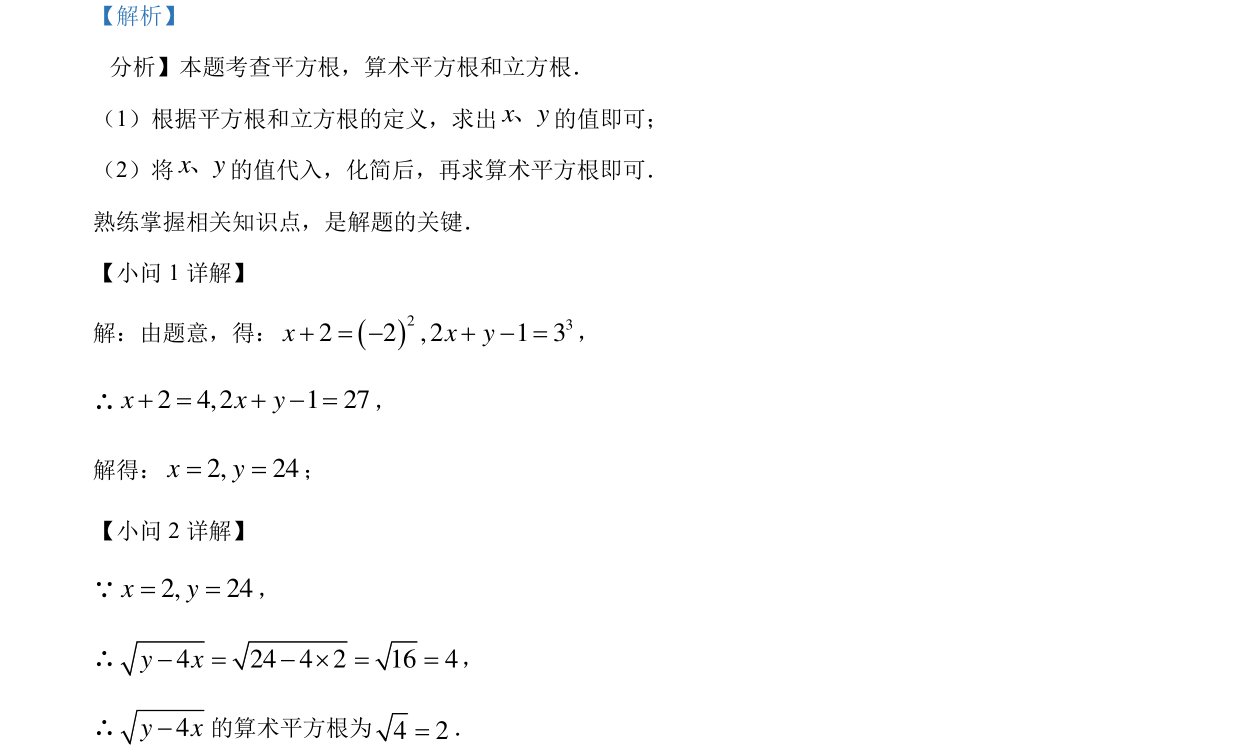 【解析】
分析】本题考查平方根，算术平方根和立方根．
（1）根据平方根和立方根的定义，求出 x、y 的值即可；
（2）将 x、y 的值代入，化简后，再求算术平方根即可．
熟练掌握相关知识点，是解题的关键．
【小问 1 详解】
解：由题意，得：x+2=(−2)²,2x+y−1=3³，
∴x+2=4,2x+y−1=27，
解得：x=2,y=24；
【小问 2 详解】
∵x=2,y=24，
∴√(y−4x)=√(24−4×2)=√16=4，
∴√(y−4x) 的算术平方根为√4=2．